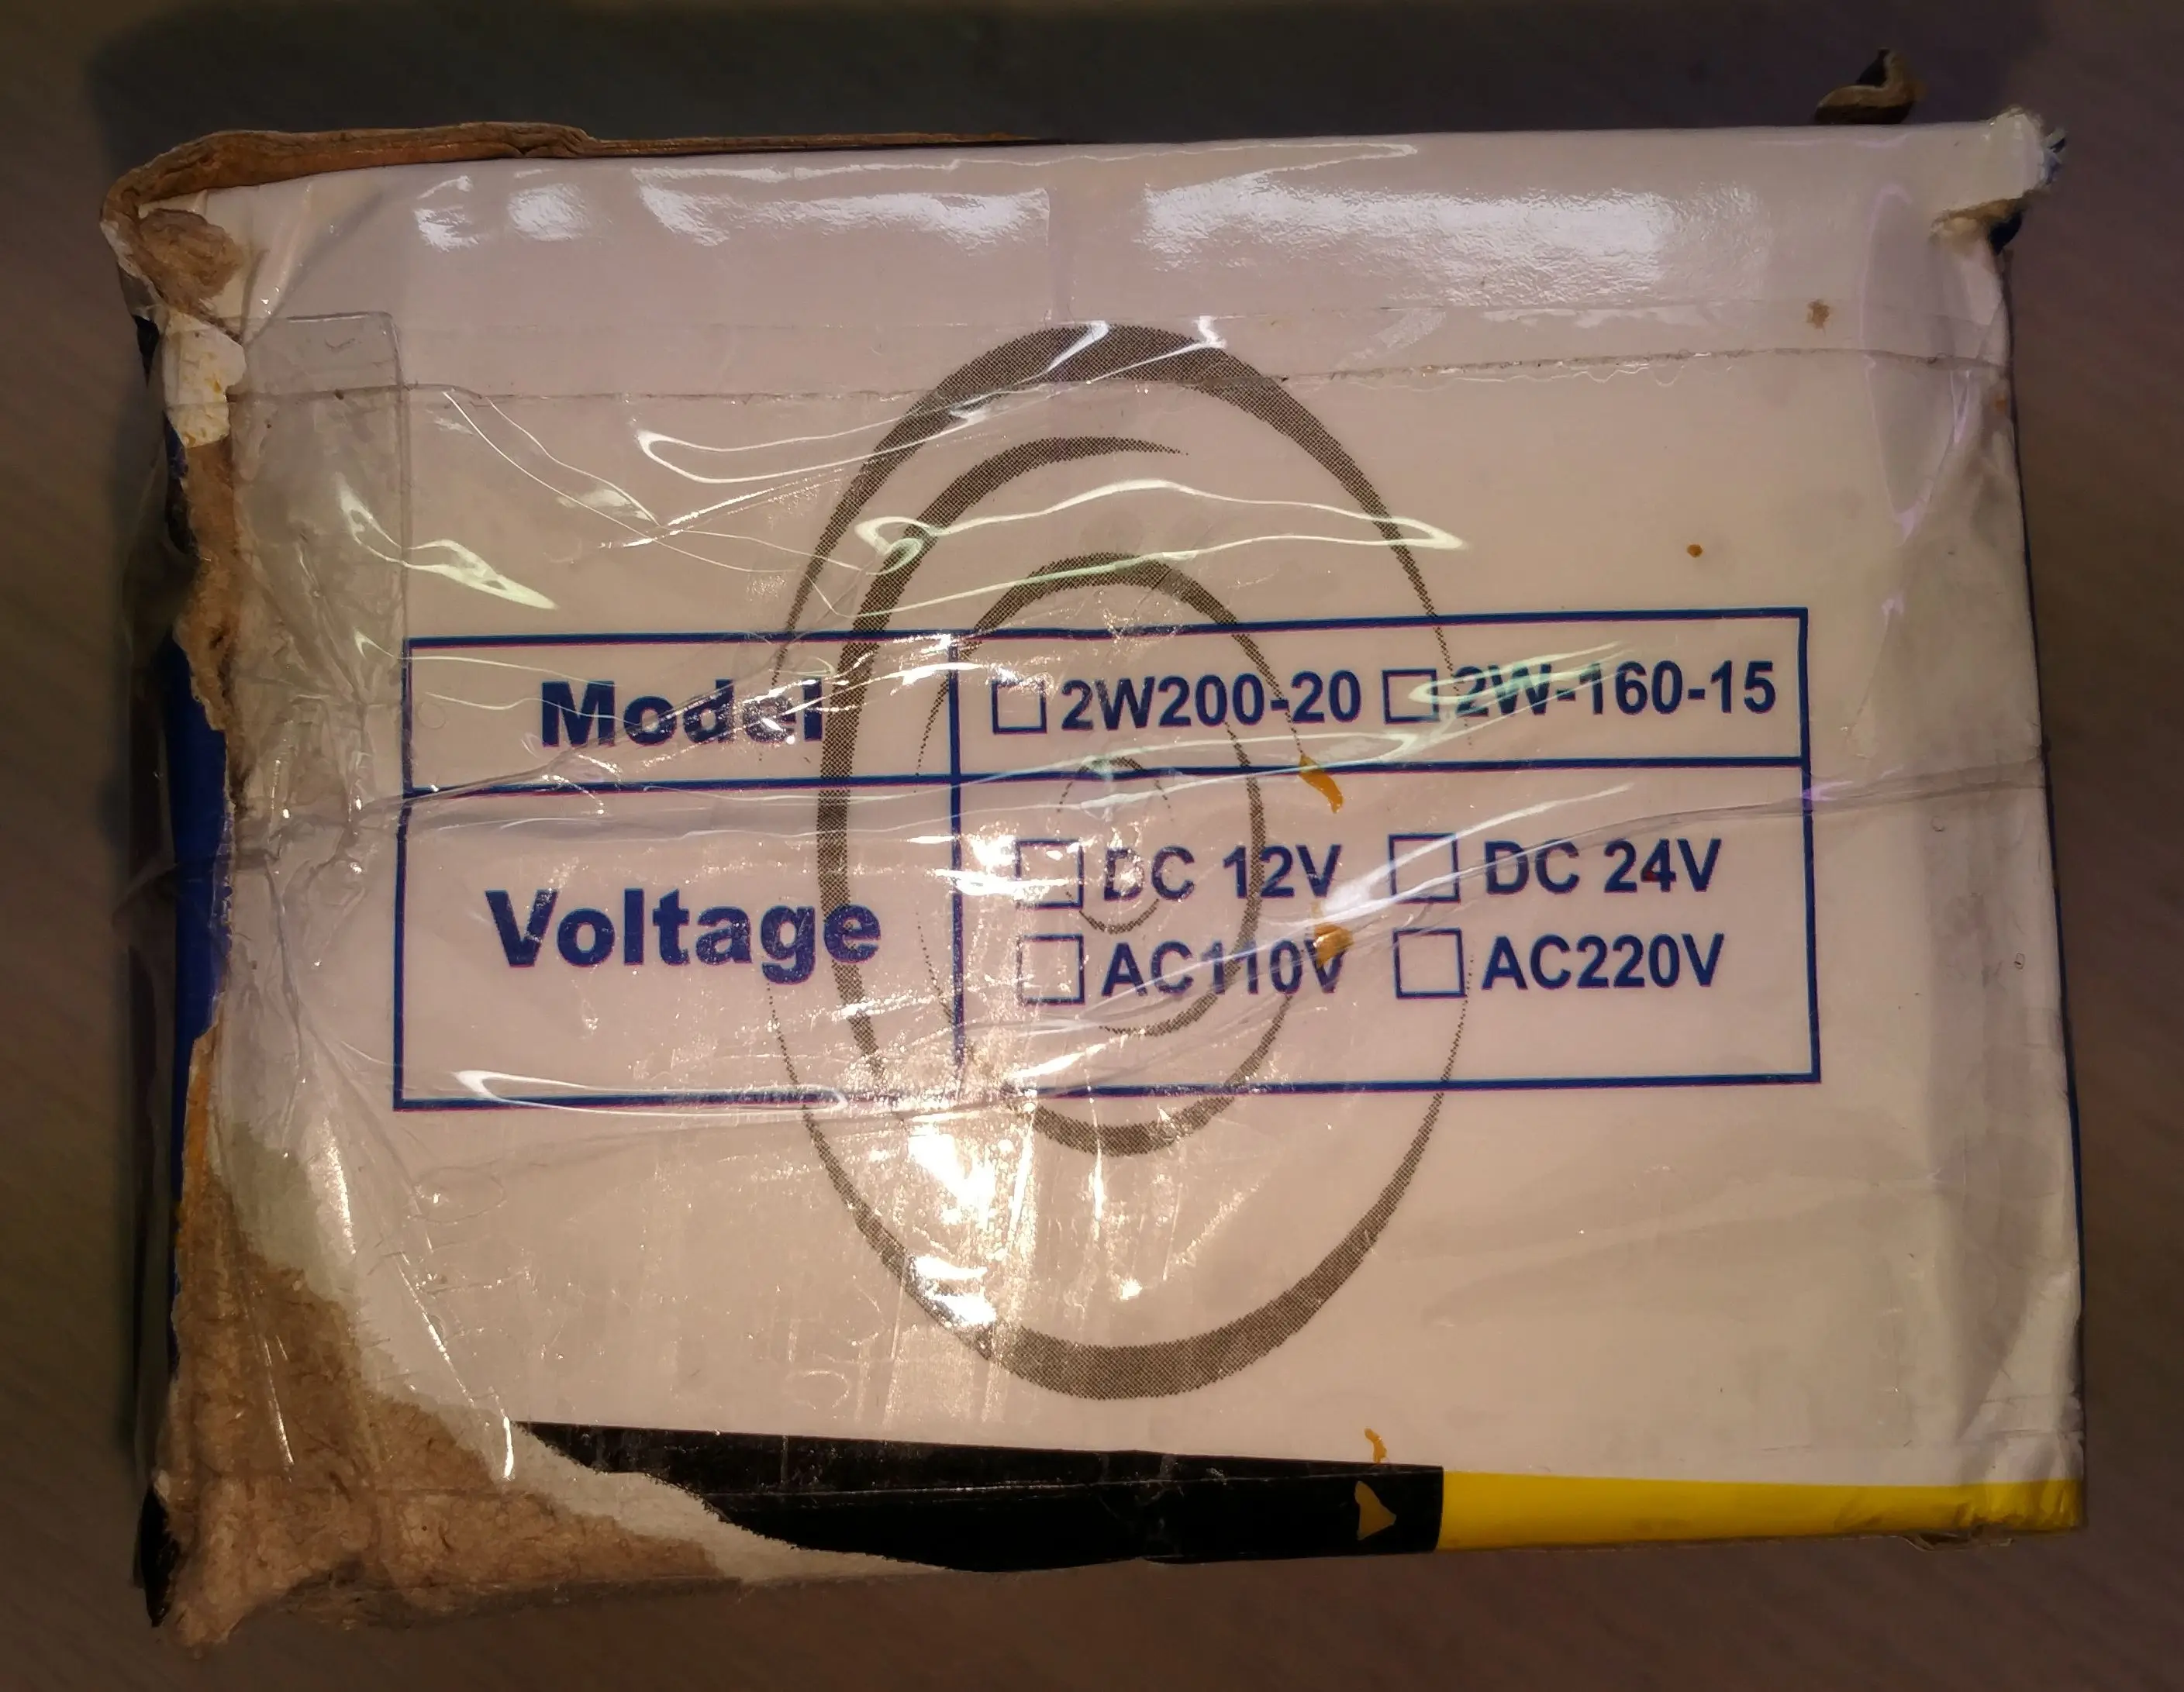 Model
☐2W200-20 ☐2W-160-15
Voltage
☐ DC 12V ☐ DC 24V
☐ AC110V ☐ AC220V